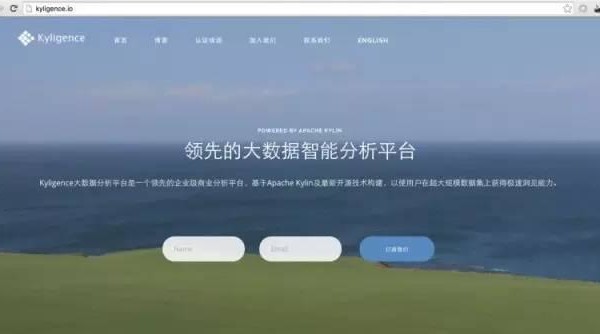 kyligence.io
Kyligence
首页
博客
加入我们
联系我们
ENGLISH
POWERED BY APACHE KYLIN
领先的大数据智能分析平台
Kyligence大数据分析平台是一个领先的企业级商业分析平台，基于Apache Kylin及最新开源技术构建，以便用户在超大规模数据集上获得极速洞见能力。
Name
Email
订阅我们